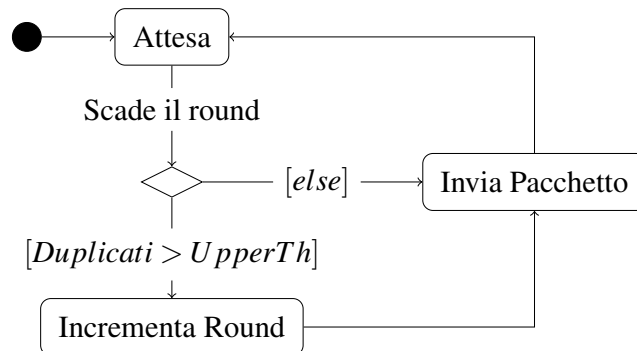 Attesa
Scade il round
[else]
Invia Pacchetto
[Duplicati > UpperTh]
Incrementa Round